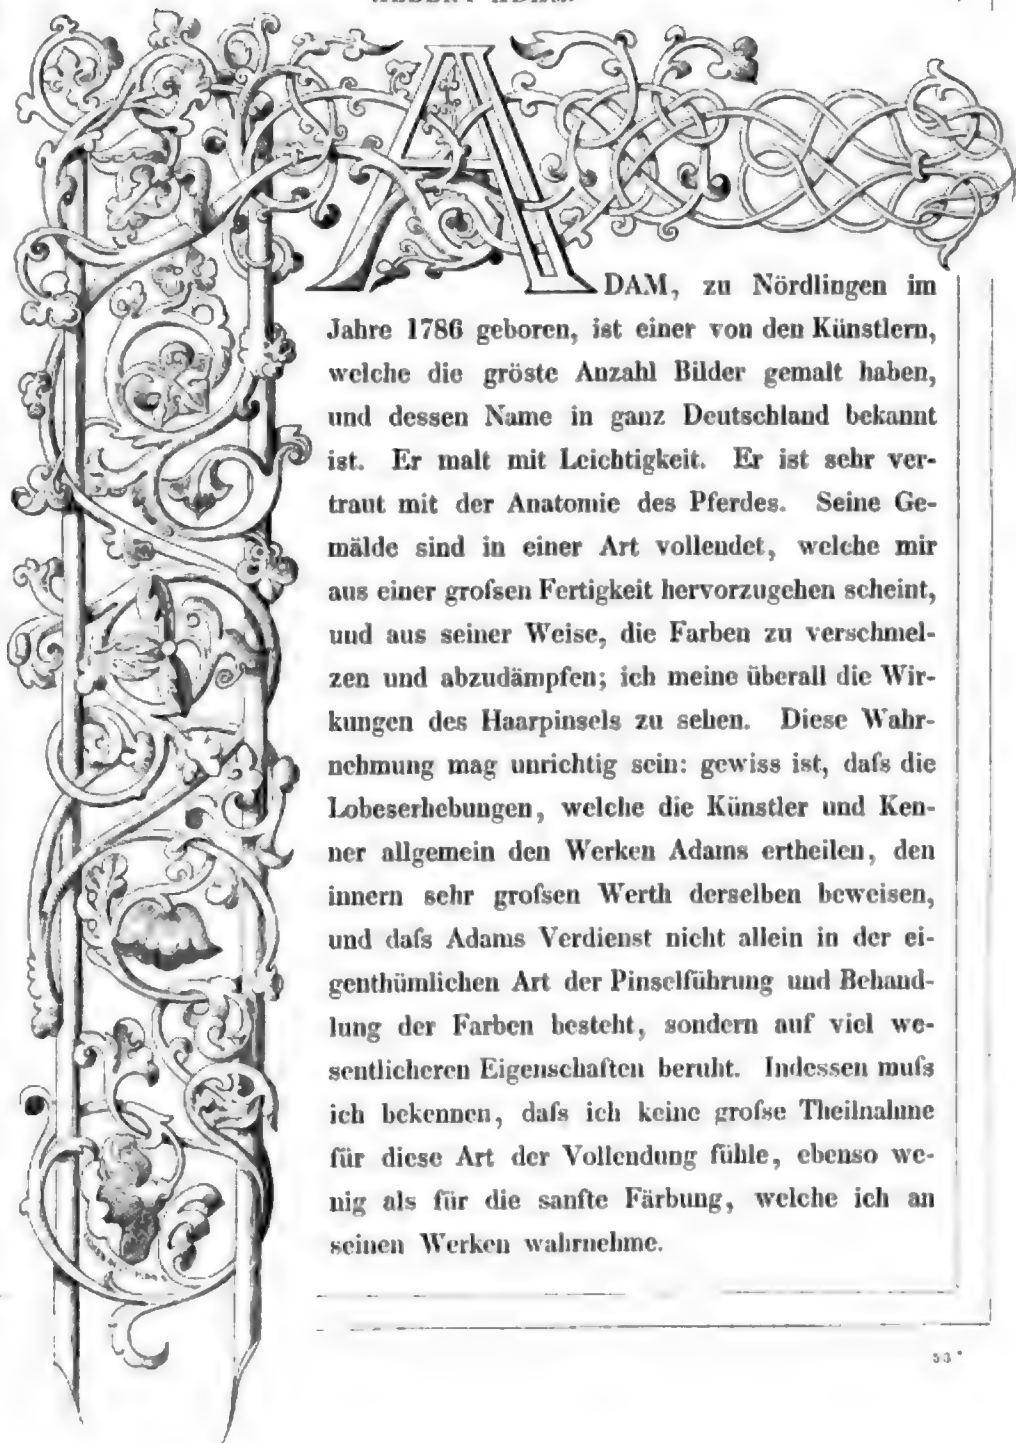 ADAM, zu Nördlingen im
Jahre 1786 geboren, ist einer von den Künstlern,
welche die gröste Anzahl Bilder gemalt haben,
und dessen Name in ganz Deutschland bekannt
ist. Er malt mit Leichtigkeit. Er ist sehr ver-
traut mit der Anatomie des Pferdes. Seine Ge-
mälde sind in einer Art vollendet, welche mir
aus einer grofsen Fertigkeit hervorzugehen scheint,
und aus seiner Weise, die Farben zu verschmel-
zen und abzudämpfen; ich meine überall die Wir-
kungen des Haarpinsels zu sehen. Diese Wahr-
nehmung mag unrichtig sein: gewiss ist, dafs die
Lobeserhebungen, welche die Künstler und Ken-
ner allgemein den Werken Adams ertheilen, den
innern sehr grofsen Werth derselben beweisen,
und dafs Adams Verdienst nicht allein in der ei-
genthümlichen Art der Pinselführung und Behand-
lung der Farben besteht, sondern auf viel we-
sentlicheren Eigenschaften beruht. Indessen mufs
ich bekennen, dafs ich keine grofse Theilnahme
für diese Art der Vollendung fühle, ebenso we-
nig als für die sanfte Färbung, welche ich an
seinen Werken wahrnehme.